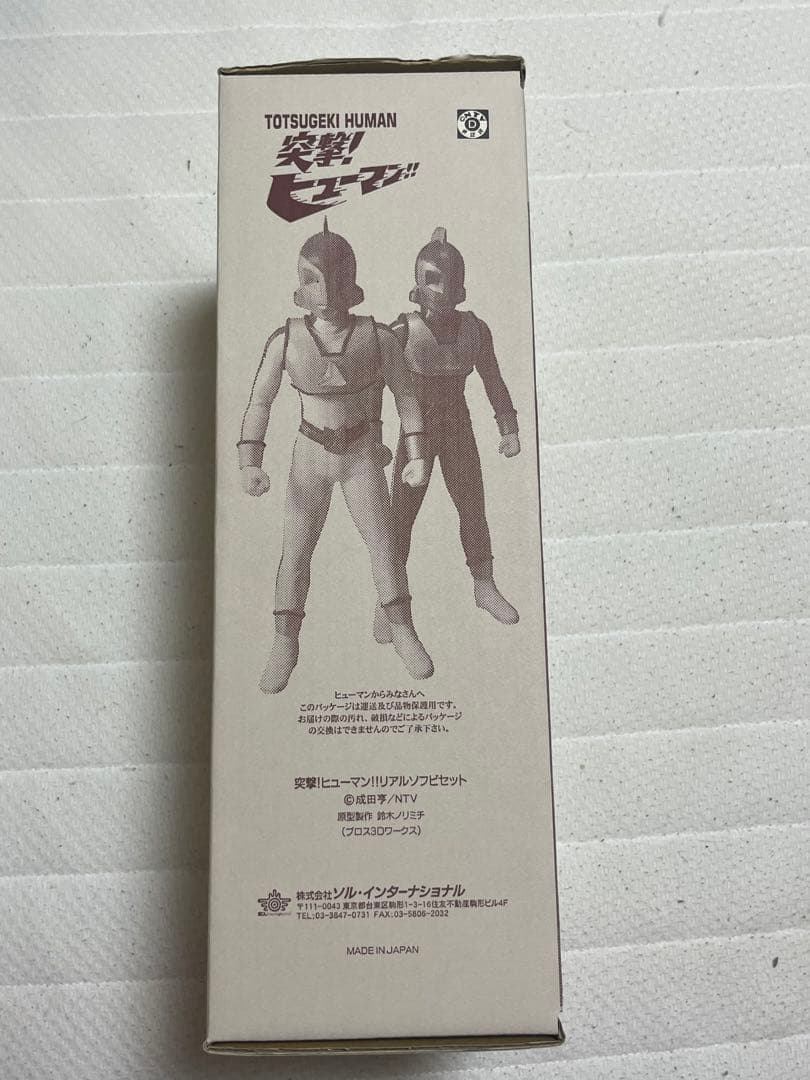 TOTSUGEKI HUMAN
突撃!
ヒューマン!!
D
ヒューマンからみなさんへ
このパッケージは運送及び品物保護用です。
お届けの際の汚れ、破損などによるパッケージ
の交換はできませんのでご了承下さい。
突撃!ヒューマン!!リアルソフビセット
©成田亨/NTV
原型製作 鈴木ノリミチ
(ブロス3Dワークス)
株式会社ソル・インターナショナル
〒111-0043 東京都台東区駒形1-3-16住友不動産駒形ビル4F
TEL:03-3847-0731 FAX:03-5806-2032
MADE IN JAPAN